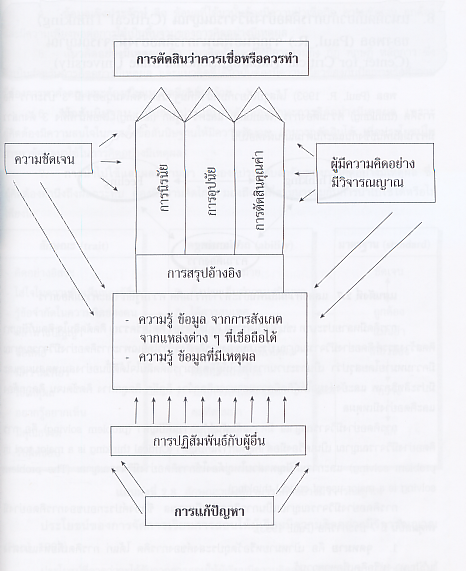 การตัดสินว่าควรเชื่อหรือควรทำ
ความชัดเจน
การนิรนัย
การอุปนัย
การตัดสินคุณค่า
ผู้มีความคิดอย่าง
มีวิจารณญาณ
การสรุปอ้างอิง
- ความรู้ ข้อมูล จากการสังเกต
จากแหล่งต่าง ๆ ที่เชื่อถือได้
- ความรู้ ข้อมูลที่มีเหตุผล
การปฏิสัมพันธ์กับผู้อื่น
การแก้ปัญหา